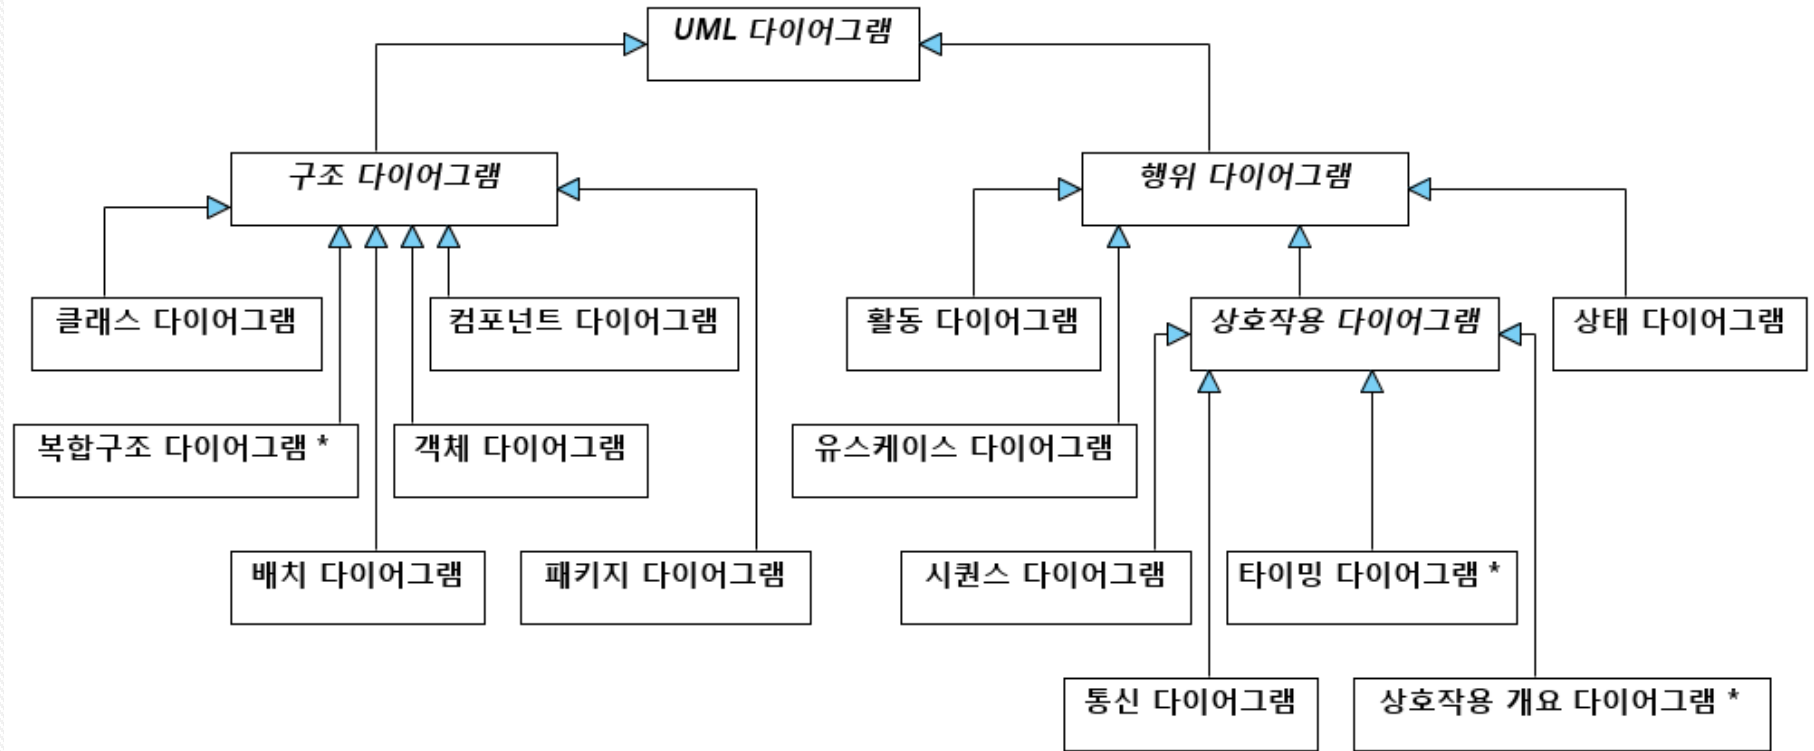 UML 다이어그램
구조 다이어그램
행위 다이어그램
클래스 다이어그램
컴포넌트 다이어그램
활동 다이어그램
상호작용 다이어그램
상태 다이어그램
복합구조 다이어그램 *
객체 다이어그램
유스케이스 다이어그램
배치 다이어그램
패키지 다이어그램
시퀀스 다이어그램
타이밍 다이어그램 *
통신 다이어그램
상호작용 개요 다이어그램 *